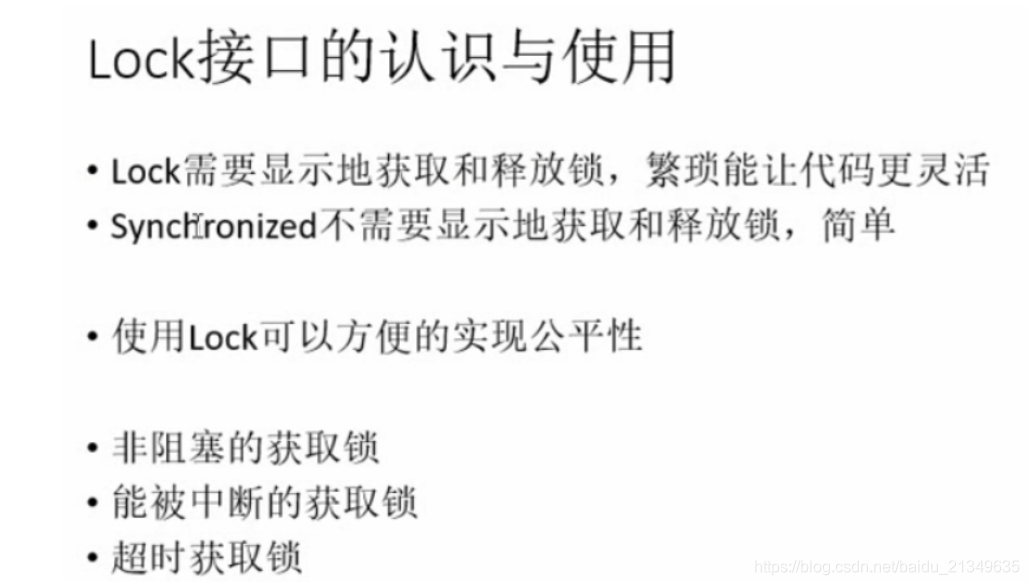 Lock接口的认识与使用
• Lock需要显示地获取和释放锁，繁琐能让代码更灵活
• Synchronized不需要显示地获取和释放锁，简单
• 使用Lock可以方便的实现公平性
• 非阻塞的获取锁
• 能被中断的获取锁
• 超时获取锁
https://blog.csdn.net/baidu_21349635